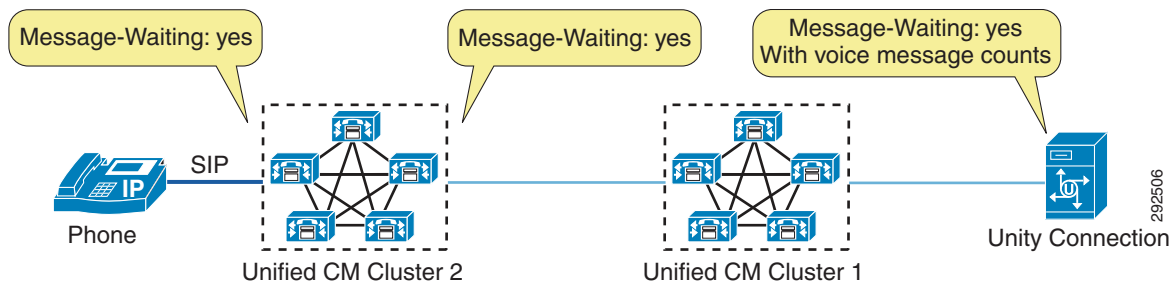 Message-Waiting: yes
Message-Waiting: yes
Message-Waiting: yes
With voice message counts
SIP
IP
Phone
Unified CM Cluster 2
Unified CM Cluster 1
U
Unity Connection
292506